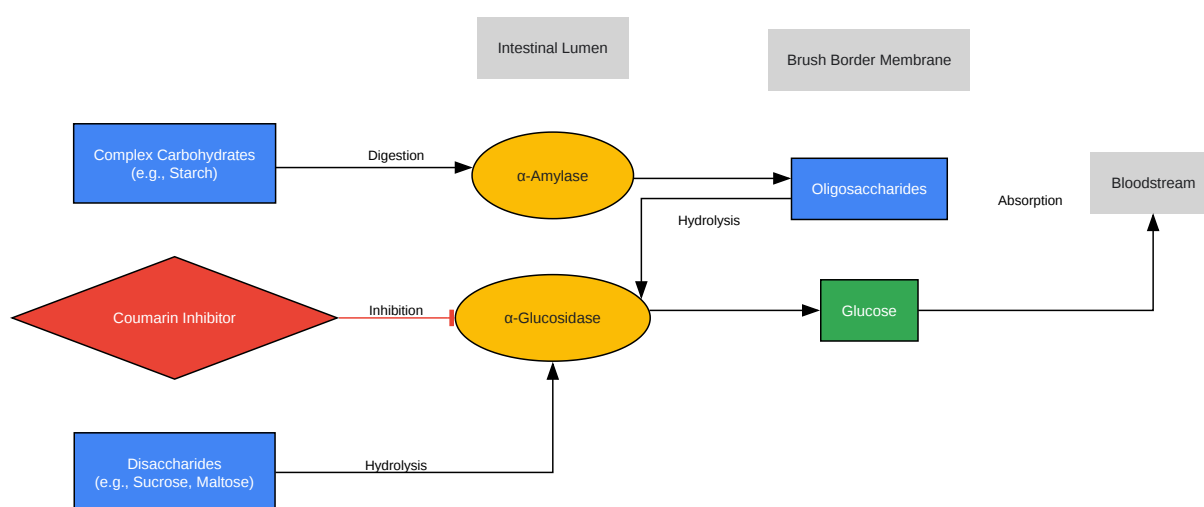 Intestinal Lumen
Brush Border Membrane
Complex Carbohydrates
(e.g., Starch)
Digestion
α-Amylase
Oligosaccharides
Bloodstream
Absorption
Hydrolysis
Coumarin Inhibitor
Inhibition
α-Glucosidase
Glucose
Disaccharides
(e.g., Sucrose, Maltose)
Hydrolysis